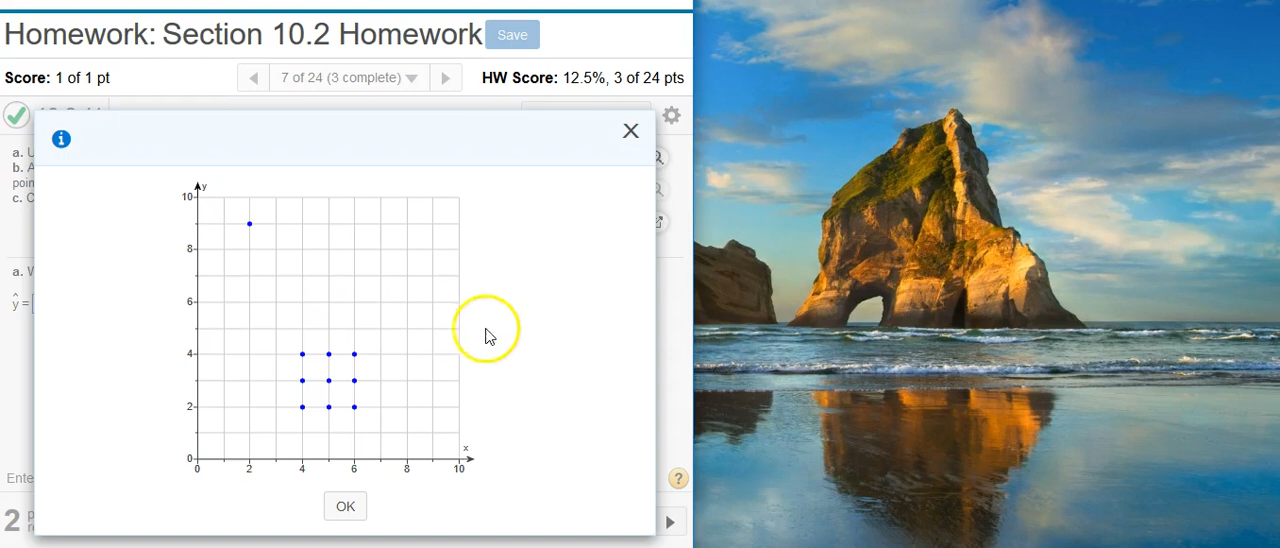 Homework: Section 10.2 Homework Save
Score: 1 of 1 pt 7 of 24 (3 complete) HW Score: 12.5%, 3 of 24 pts
a.
b.
c.
a.
ŷ =
y
10
8
6
4
2
0
0 2 4 6 8 10
x
OK
?
2